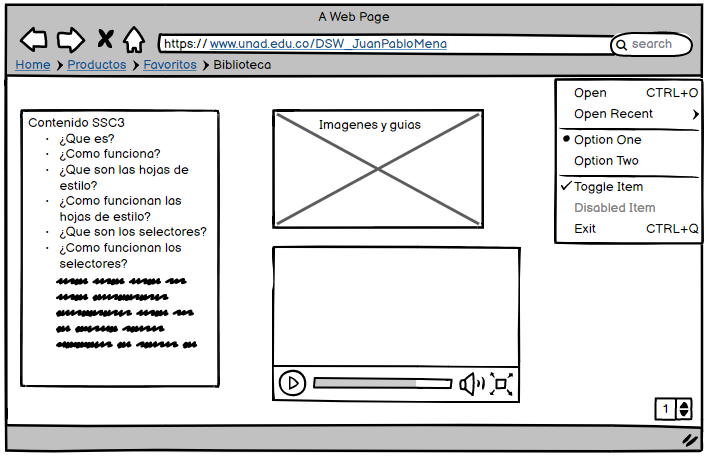 A Web Page
https:// www.unad.edu.co/DSW_JuanPabloMena
search
Home Productos Favoritos Biblioteca
Contenido SSC3
· ¿Que es?
· ¿Como funciona?
· ¿Que son las hojas de
estilo?
· ¿Como funcionan las
hojas de estilo?
· ¿Que son los selectores?
· ¿Como funcionan los
selectores?
Imagenes y guias
Open CTRL+O
Open Recent
Option One
Option Two
Toggle Item
Disabled Item
Exit CTRL+Q
1